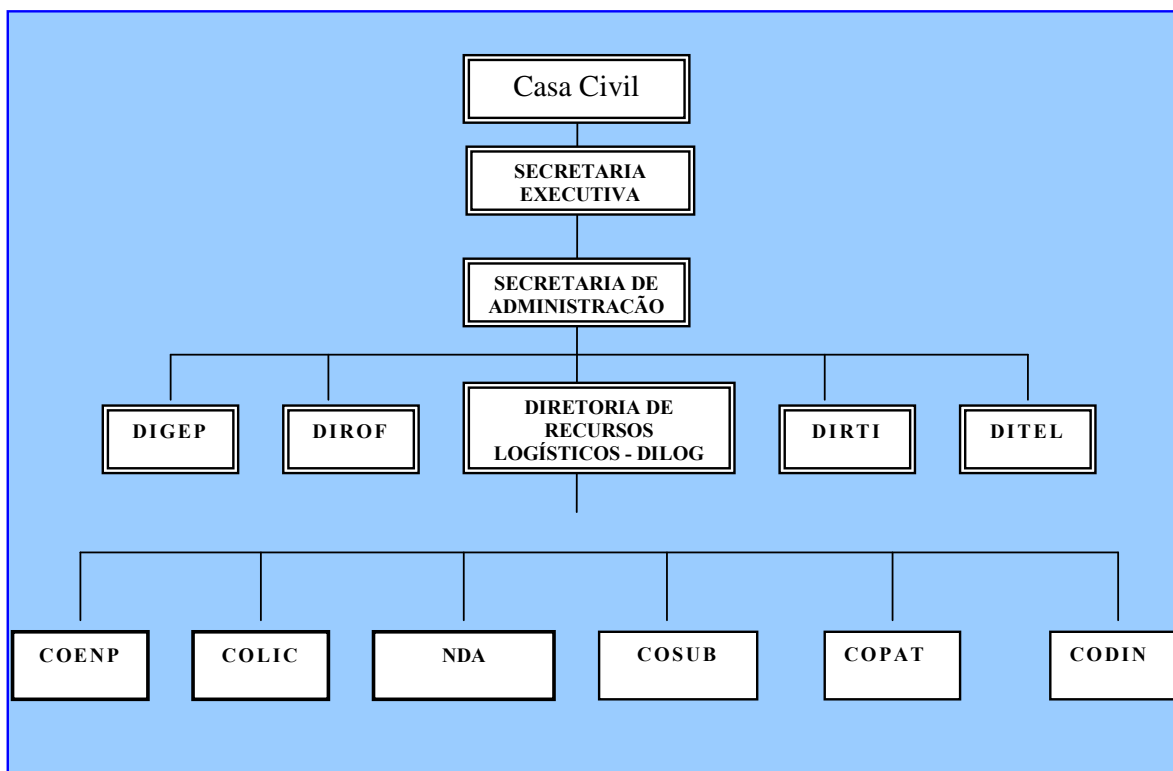 Casa Civil
SECRETARIA
EXECUTIVA
SECRETARIA DE
ADMINISTRACÃO
DIGEP
DIROF
DIRETORIA DE
RECURSOS
LOGÍSTICOS - DILOG
DIRTI
DITEL
COENP
COLIC
NDA
COSUB
COPAT
CODIN